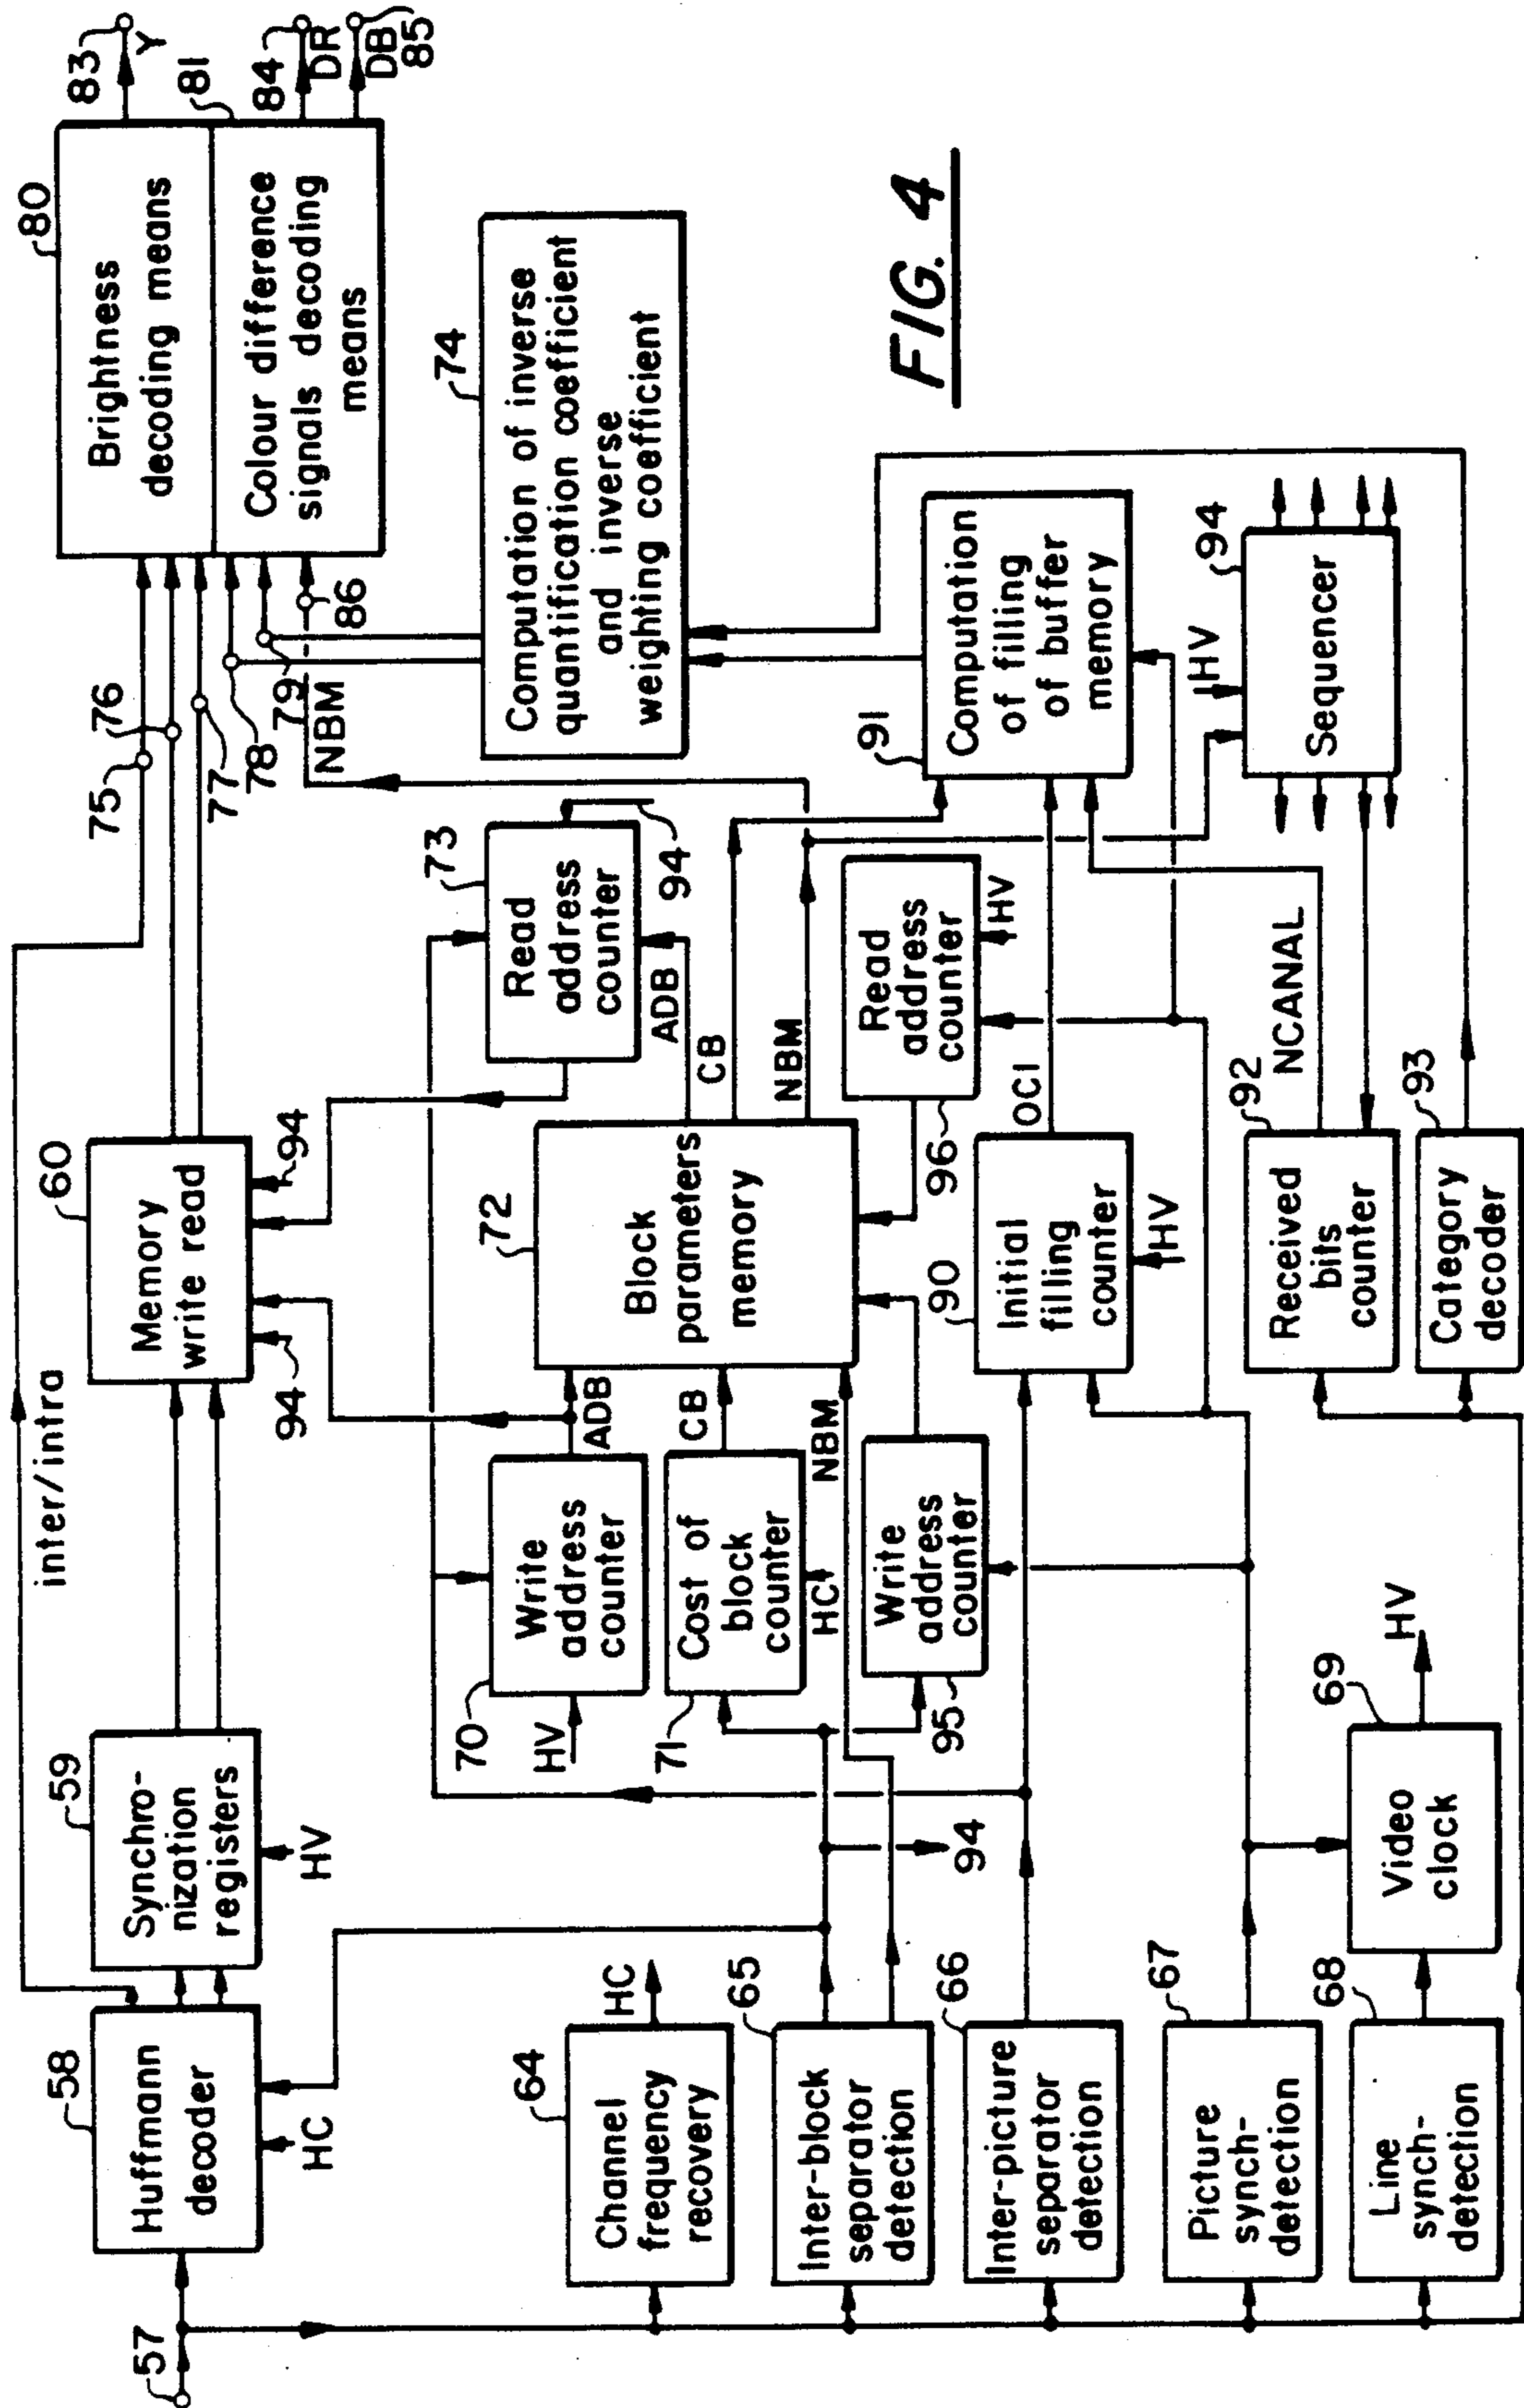 57
58
Huffmann
decoder
HC
59
Synchro-
nization
registers
HV
inter/intra
60
Memory
write read
94
94
75
76
77
78
79
NBM
86
80
Brightness
decoding means
Colour difference
signals decoding
means
81
83
Y
84
DR
DB
85
64
Channel
frequency
recovery
HC
65
Inter-block
separator
detection
94
66
Inter-picture
separator
detection
67
Picture
synch-
detection
68
Line
synch-
detection
69
Video
clock
HV
70
HV
Write
address
counter
ADB
71
Cost of
block
counter
HC
CB
NBM
95
Write
address
counter
72
Block
parameters
memory
73
Read
address
counter
94
ADB
CB
NBM
96
Read
address
counter
HV
90
Initial
filling
counter
HV
OC1
92
Received
bits
counter
NCANAL
93
Category
decoder
74
Computation of inverse
quantification coefficient
and inverse
weighting coefficient
91
Computation
of filling
of buffer
memory
94
HV
Sequencer
FIG. 4